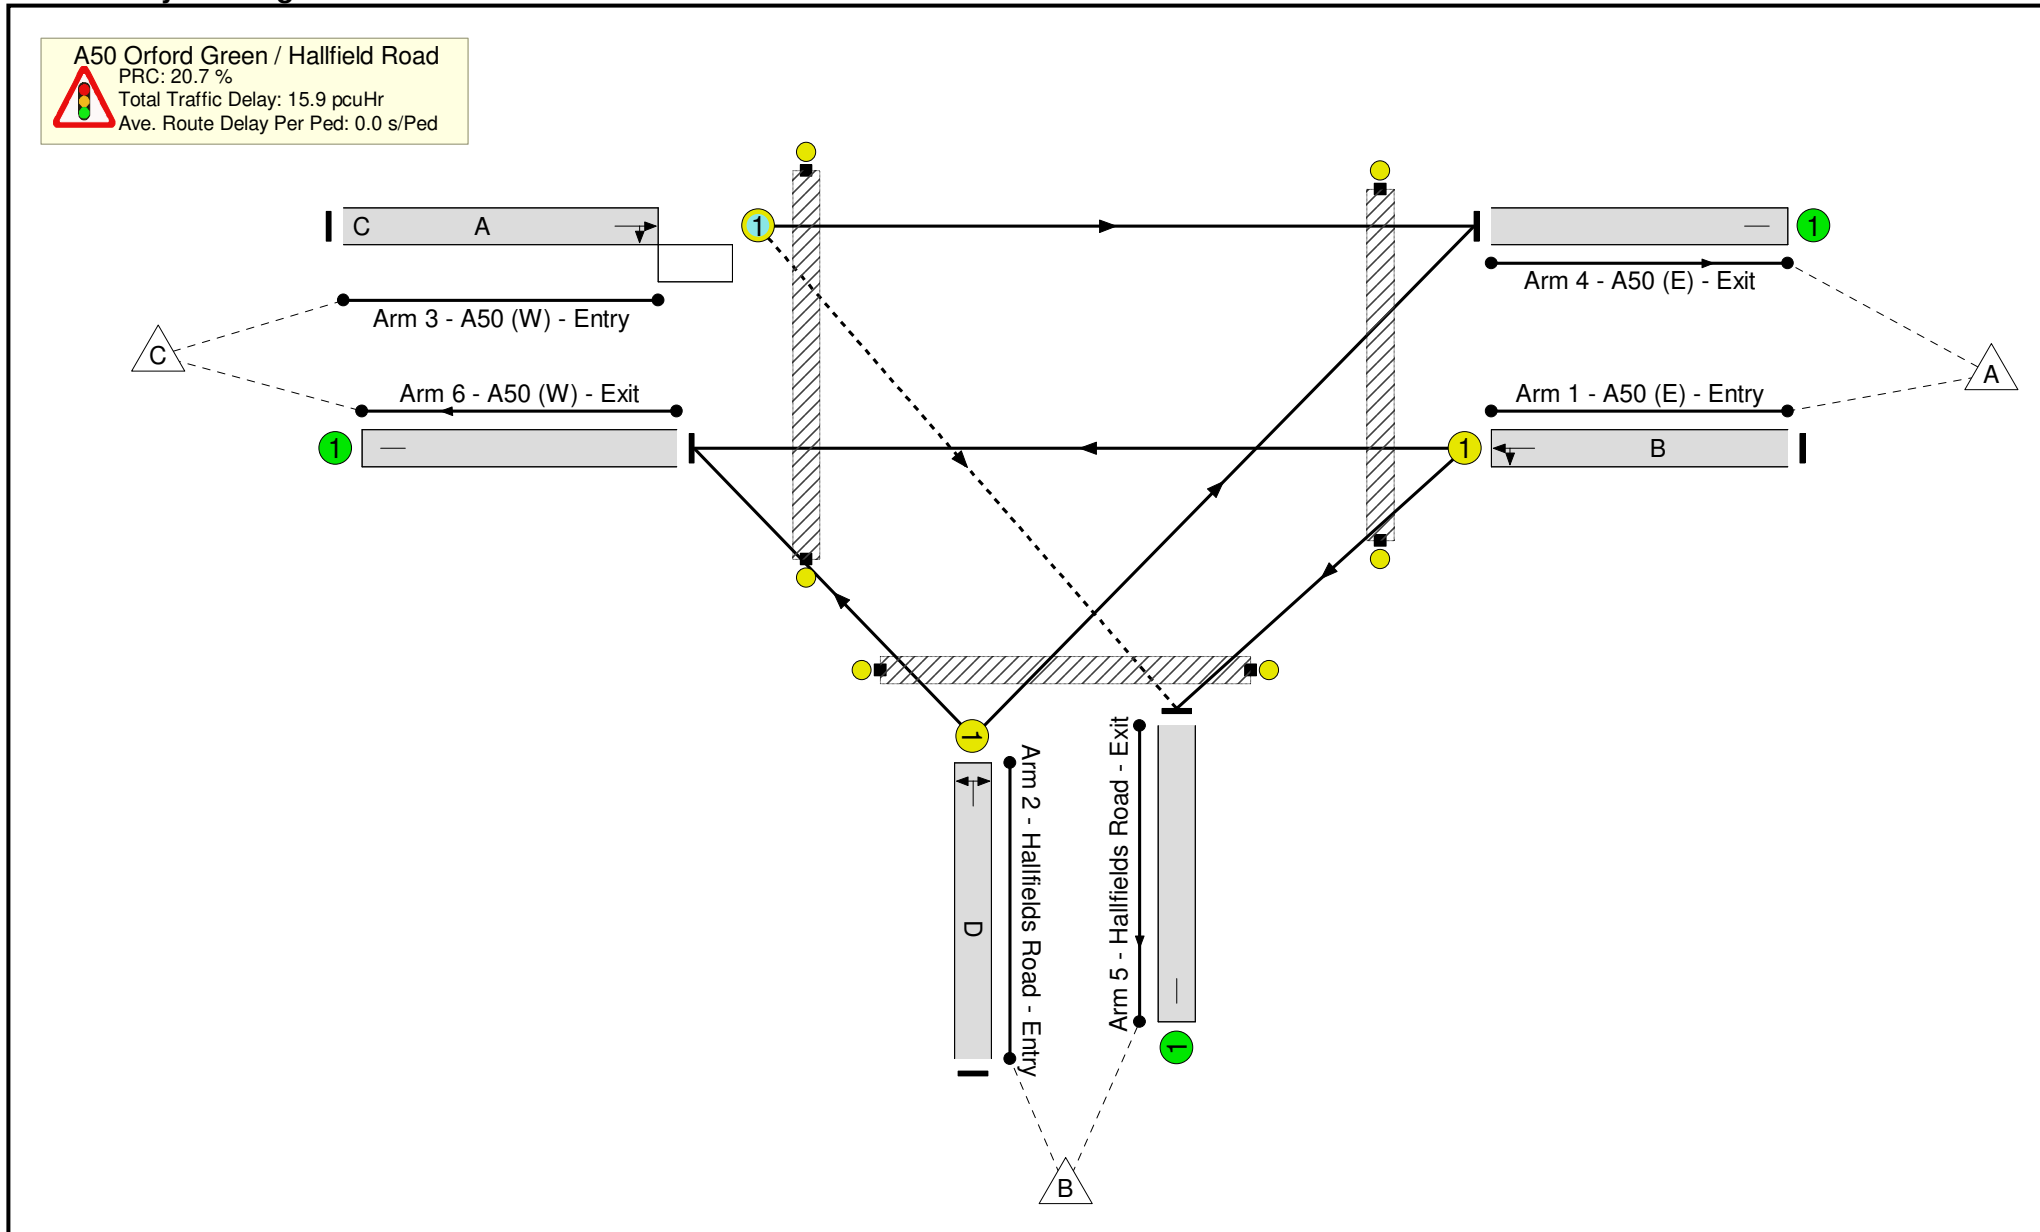 A50 Orford Green / Hallfield Road
PRC: 20.7 %
Total Traffic Delay: 15.9 pcuHr
Ave. Route Delay Per Ped: 0.0 s/Ped
C A 1 1
Arm 4 - A50 (E) - Exit
Arm 3 - A50 (W) - Entry
C
A
Arm 6 - A50 (W) - Exit
Arm 1 - A50 (E) - Entry
1 1 B
1
Arm 2 - Hallfields Road - Entry
Arm 5 - Hallfields Road - Exit
D
1
B